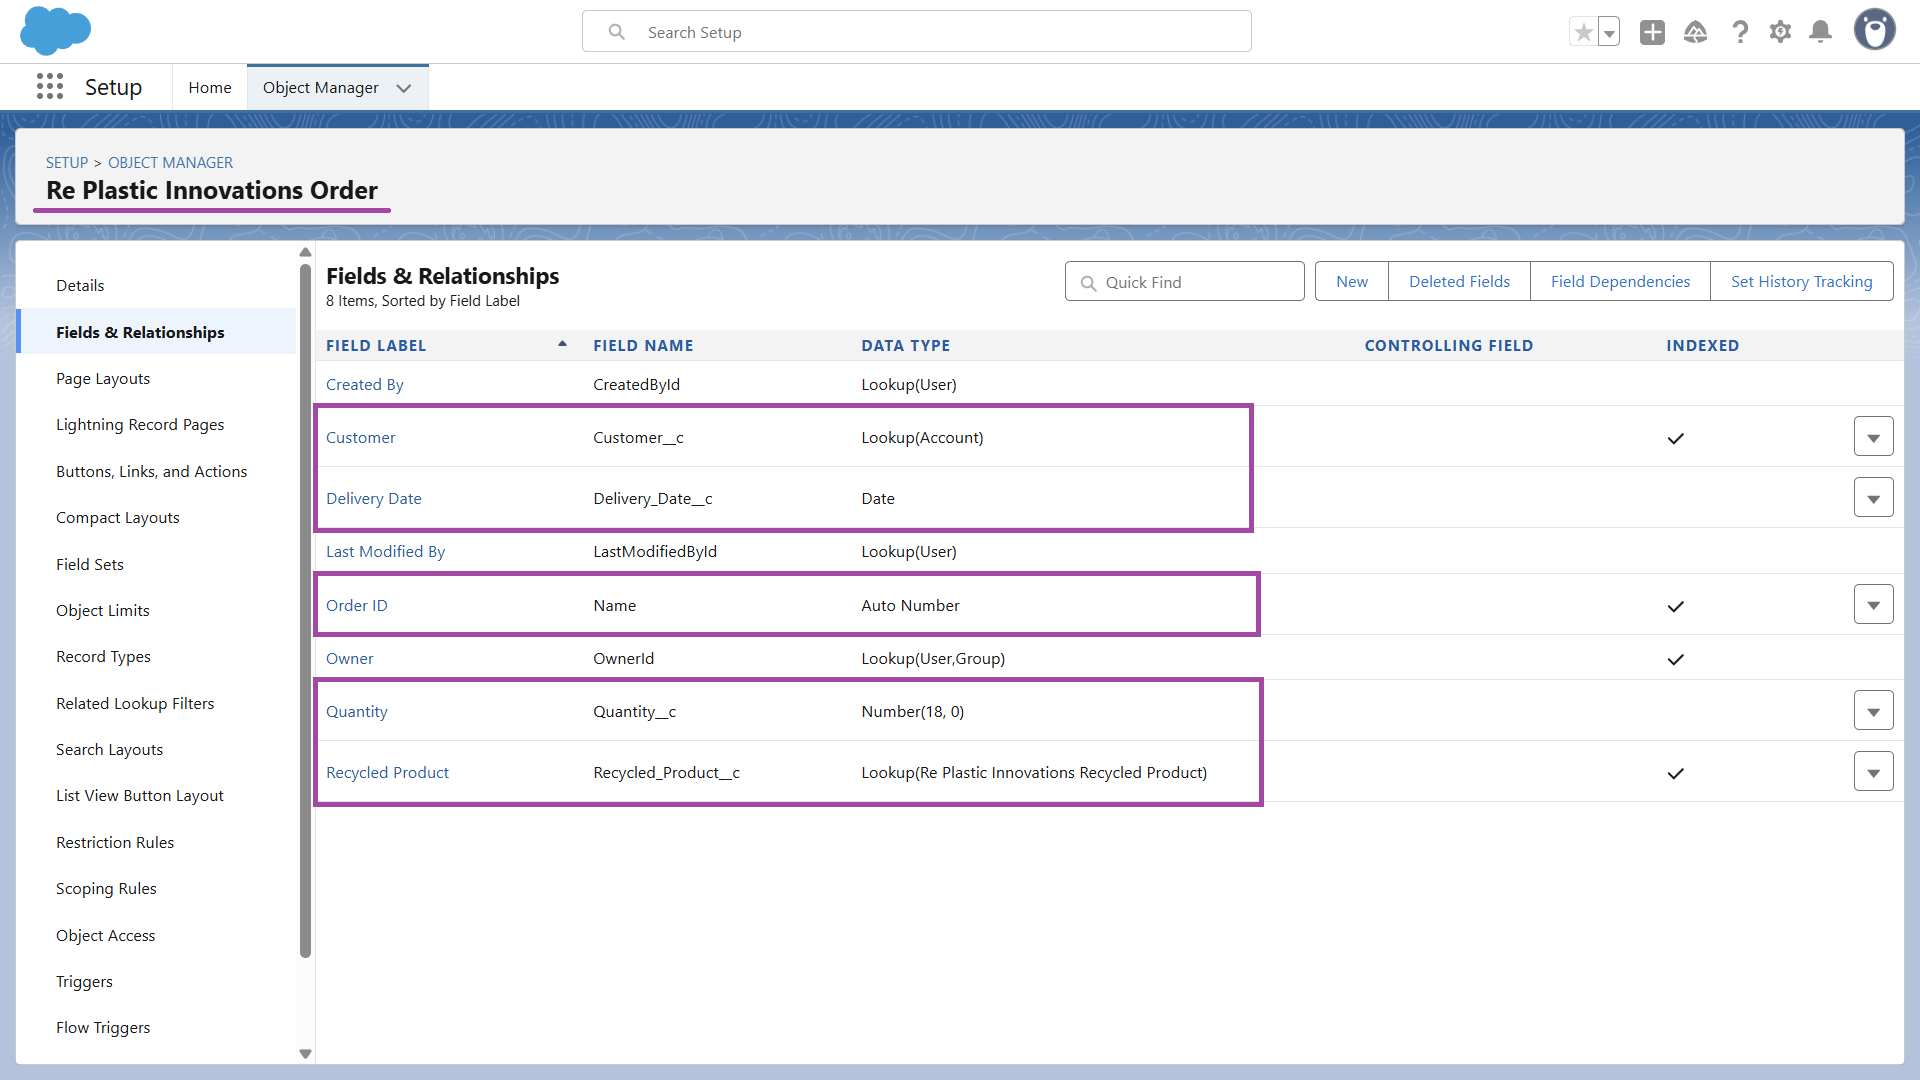 Search Setup
Setup
Home
Object Manager
SETUP > OBJECT MANAGER
Re Plastic Innovations Order
Details
Fields & Relationships
Page Layouts
Lightning Record Pages
Buttons, Links, and Actions
Compact Layouts
Field Sets
Object Limits
Record Types
Related Lookup Filters
Search Layouts
List View Button Layout
Restriction Rules
Scoping Rules
Object Access
Triggers
Flow Triggers
Fields & Relationships
8 Items, Sorted by Field Label
Quick Find
New
Deleted Fields
Field Dependencies
Set History Tracking
FIELD LABEL FIELD NAME DATA TYPE CONTROLLING FIELD INDEXED
Created By CreatedById Lookup(User)
Customer Customer__c Lookup(Account)
Delivery Date Delivery_Date__c Date
Last Modified By LastModifiedById Lookup(User)
Order ID Name Auto Number
Owner OwnerId Lookup(User,Group)
Quantity Quantity__c Number(18, 0)
Recycled Product Recycled_Product__c Lookup(Re Plastic Innovations Recycled Product)